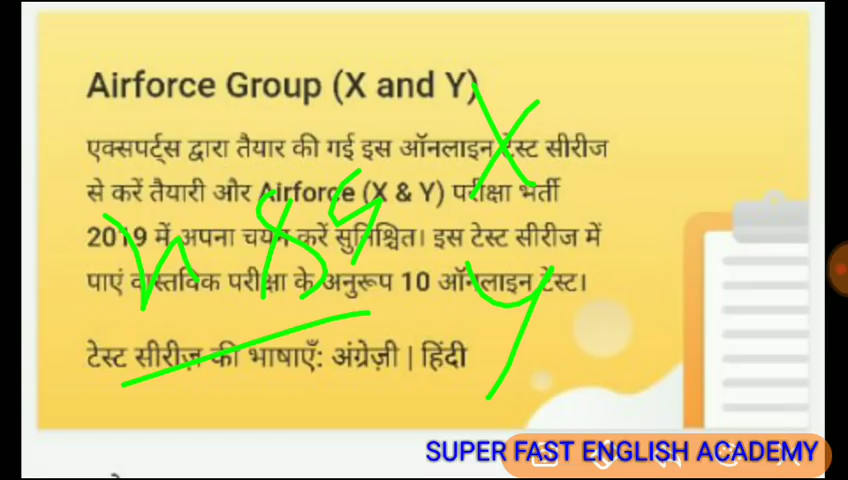 Airforce Group (X and Y)
एक्सपर्ट्स द्वारा तैयार की गई इस ऑनलाइन टेस्ट सीरीज
से करें तैयारी और Airforce (X & Y) परीक्षा भर्ती
2019 में अपना चयन करें सुनिश्चित। इस टेस्ट सीरीज में
पाएं वास्तविक परीक्षा के अनुरूप 10 ऑनलाइन टेस्ट।
टेस्ट सीरीज़ की भाषाएँ: अंग्रेज़ी | हिंदी
X
Y
SUPER FAST ENGLISH ACADEMY